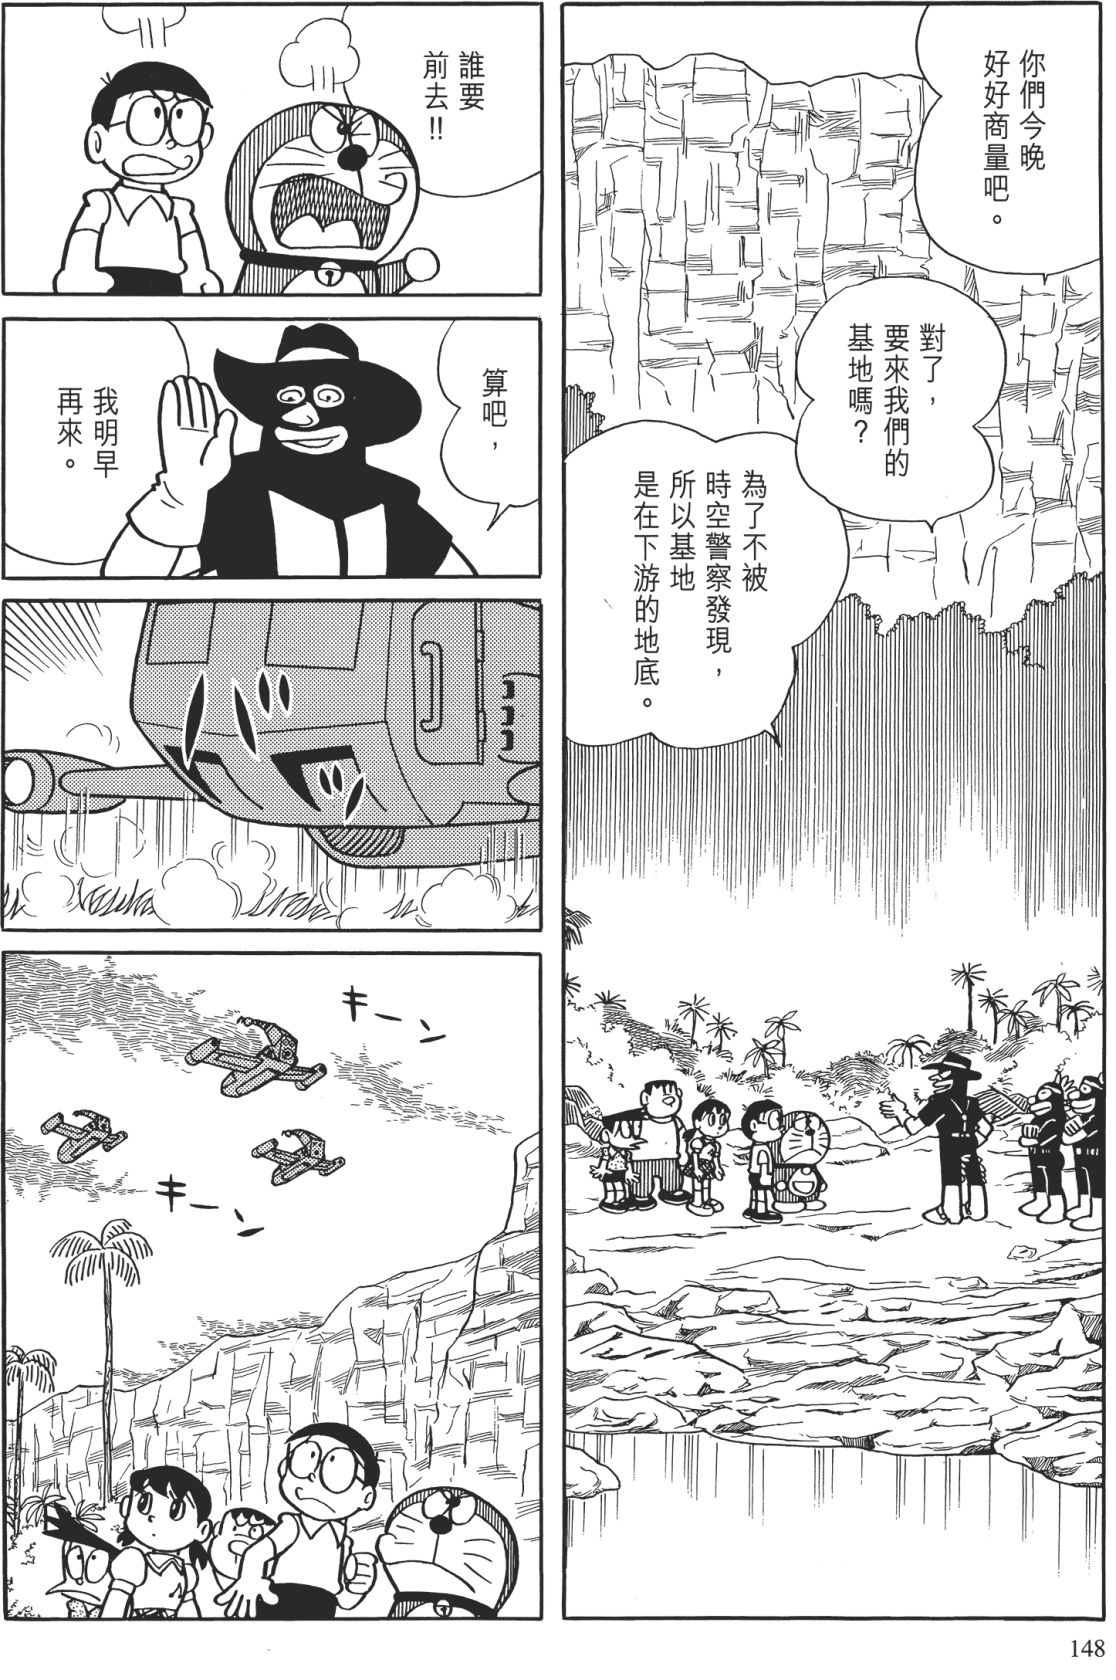 你們今晚
好好商量吧。
對了，
要來我們的
基地嗎？
為了不被
時空警察發現，
所以基地
是在下游的地底。
誰要
前去!!
算吧，
我明早
再來。
キーン
キーン
148